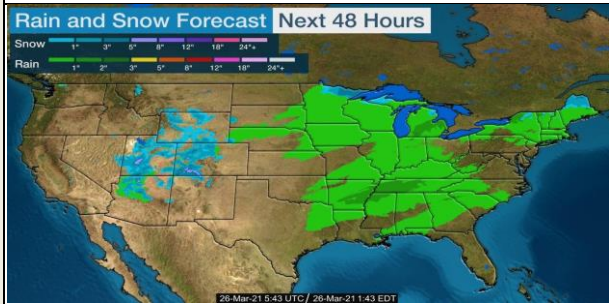 Rain and Snow Forecast Next 48 Hours
Snow
1" 3" 5" 8" 12" 18" 24"+
Rain
1" 2" 3" 5" 8" 12" 18" 24"+
26-Mar-21 5:43 UTC / 26-Mar-21 1:43 EDT